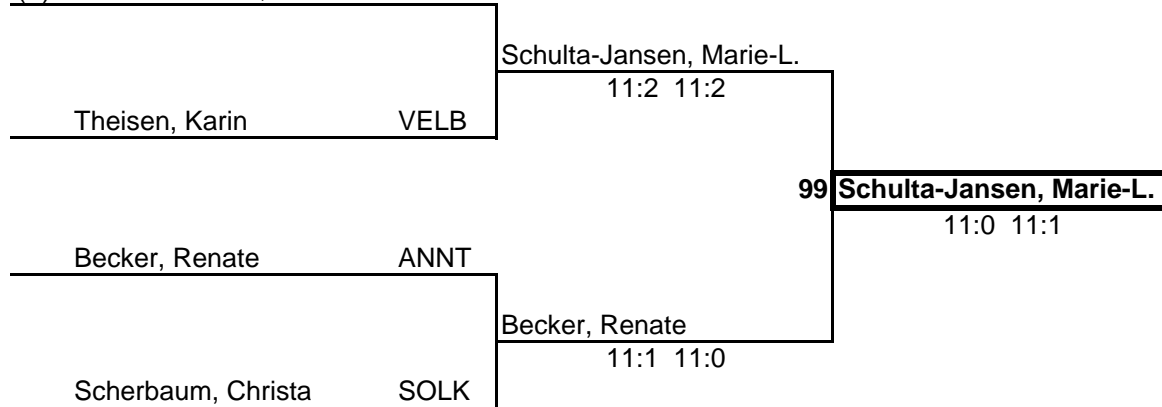 Schulta-Jansen, Marie-L.
11:2 11:2
Theisen, Karin VELB
99 Schulta-Jansen, Marie-L.
11:0 11:1
Becker, Renate ANNT
Becker, Renate
11:1 11:0
Scherbaum, Christa SOLK